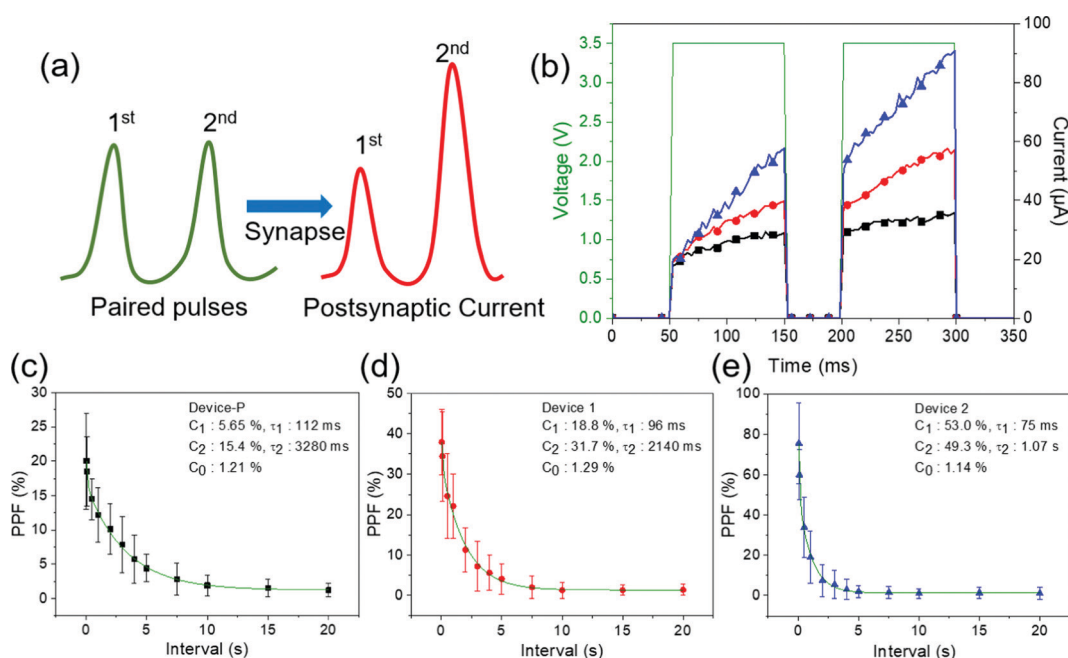 (a)
1st
2nd
Synapse
1st
2nd
Paired pulses
Postsynaptic Current
(b)
Voltage (V)
3.5
3.0
2.5
2.0
1.5
1.0
0.5
0.0
0 50 100 150 200 250 300 350
Time (ms)
100
80
60
40
20
0
Current (μA)
(c)
PPF (%)
30
25
20
15
10
5
0
Device-P
C1 : 5.65 %, τ1 : 112 ms
C2 : 15.4 %, τ2 : 3280 ms
C0 : 1.21 %
0 5 10 15 20
Interval (s)
(d)
PPF (%)
50
40
30
20
10
0
Device 1
C1 : 18.8 %, τ1 : 96 ms
C2 : 31.7 %, τ2 : 2140 ms
C0 : 1.29 %
0 5 10 15 20
Interval (s)
(e)
PPF (%)
100
80
60
40
20
0
Device 2
C1 : 53.0 %, τ1 : 75 ms
C2 : 49.3 %, τ2 : 1.07 s
C0 : 1.14 %
0 5 10 15 20
Interval (s)